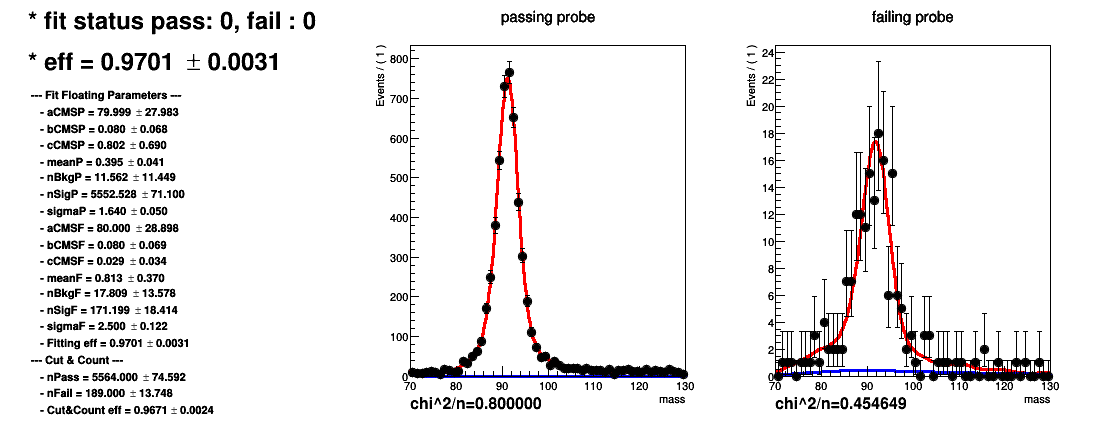 * fit status pass: 0, fail : 0
* eff = 0.9701 ± 0.0031
--- Fit Floating Parameters ---
- aCMSP = 79.999 ± 27.983
- bCMSP = 0.080 ± 0.068
- cCMSP = 0.802 ± 0.690
- meanP = 0.395 ± 0.041
- nBkgP = 11.562 ± 11.449
- nSigP = 5552.528 ± 71.100
- sigmaP = 1.640 ± 0.050
- aCMSF = 80.000 ± 28.898
- bCMSF = 0.080 ± 0.069
- cCMSF = 0.029 ± 0.034
- meanF = 0.813 ± 0.370
- nBkgF = 17.809 ± 13.578
- nSigF = 171.199 ± 18.414
- sigmaF = 2.500 ± 0.122
- Fitting eff = 0.9701 ± 0.0031
--- Cut & Count ---
- nPass = 5564.000 ± 74.592
- nFail = 189.000 ± 13.748
- Cut&Count eff = 0.9671 ± 0.0024
passing probe
Events / ( 1 )
800
700
600
500
400
300
200
100
0
70 80 90 100 110 120 130
mass
chi^2/n=0.800000
failing probe
Events / ( 1 )
24
22
20
18
16
14
12
10
8
6
4
2
0
70 80 90 100 110 120 130
mass
chi^2/n=0.454649